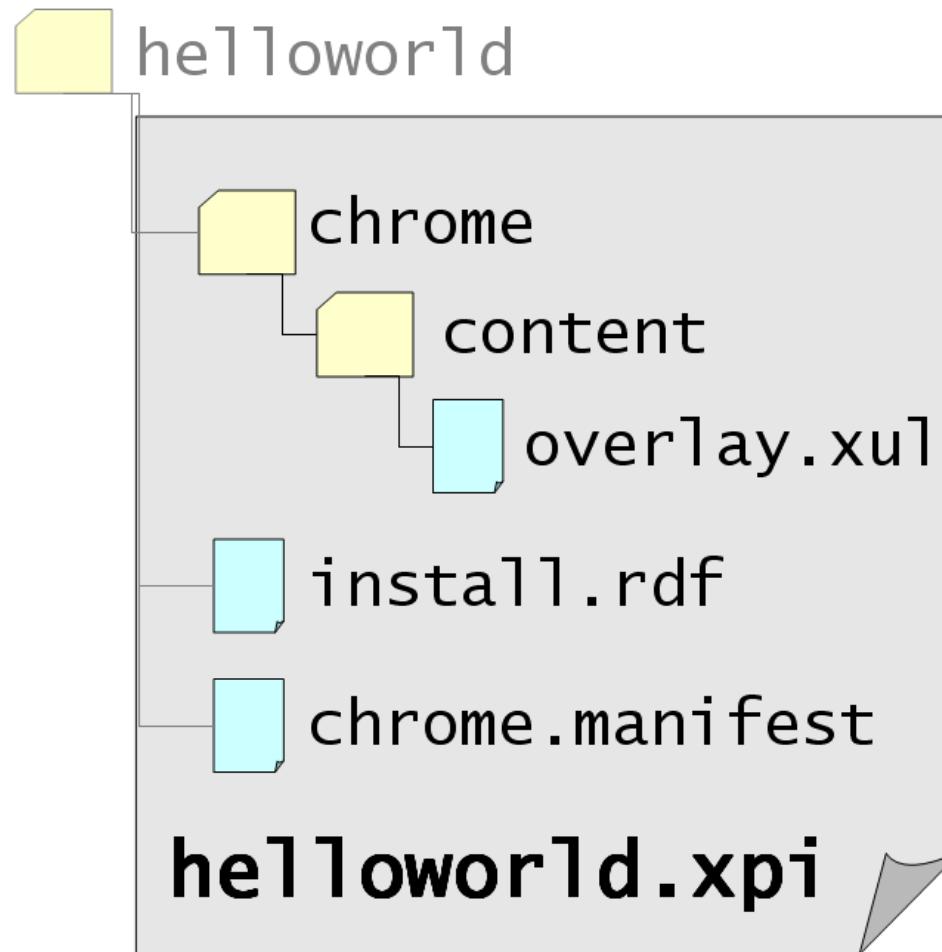 helloworld
chrome
content
overlay.xul
install.rdf
chrome.manifest
helloworld.xpi